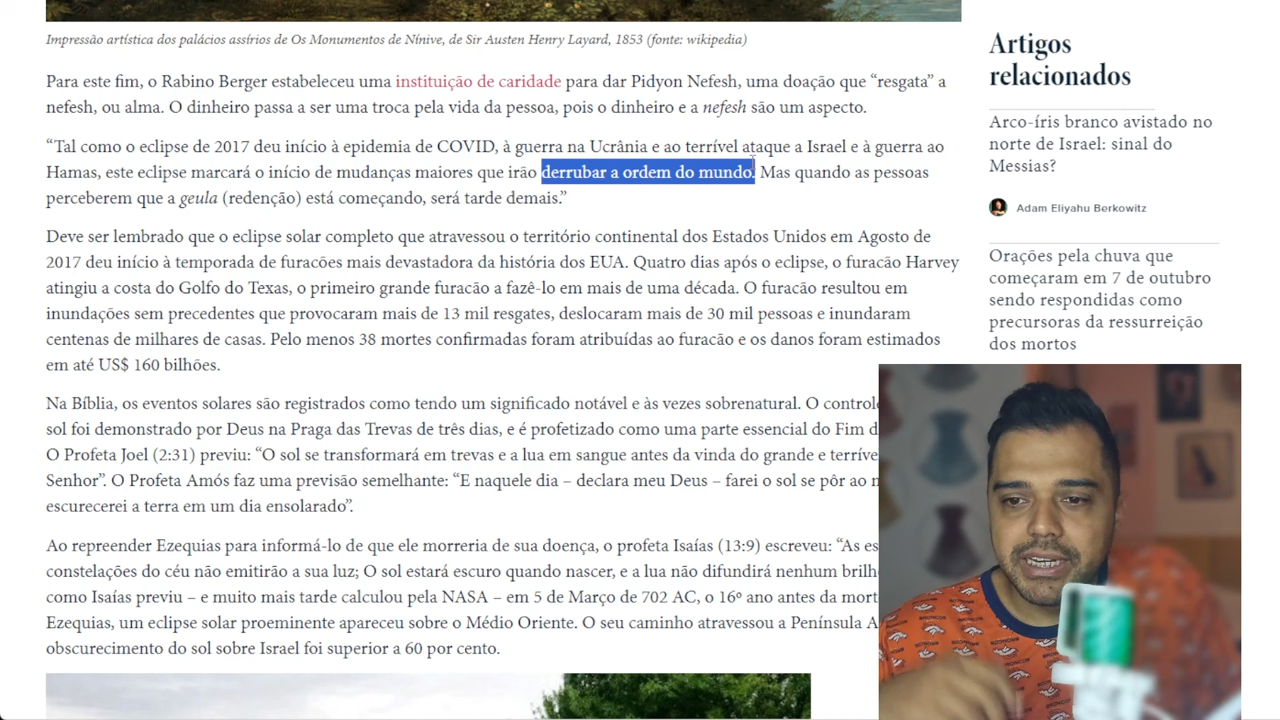 Impressão artística dos palácios assírios de Os Monumentos de Nínive, de Sir Austen Henry Layard, 1853 (fonte: wikipedia)
Para este fim, o Rabino Berger estabeleceu uma instituição de caridade para dar Pidyon Nefesh, uma doação que “resgata” a
nefesh, ou alma. O dinheiro passa a ser uma troca pela vida da pessoa, pois o dinheiro e a nefesh são um aspecto.
“Tal como o eclipse de 2017 deu início à epidemia de COVID, à guerra na Ucrânia e ao terrível ataque a Israel e à guerra ao
Hamas, este eclipse marcará o início de mudanças maiores que irão derrubar a ordem do mundo. Mas quando as pessoas
perceberem que a geula (redenção) está começando, será tarde demais.”
Deve ser lembrado que o eclipse solar completo que atravessou o território continental dos Estados Unidos em Agosto de
2017 deu início à temporada de furacões mais devastadora da história dos EUA. Quatro dias após o eclipse, o furacão Harvey
atingiu a costa do Golfo do Texas, o primeiro grande furacão a fazê-lo em mais de uma década. O furacão resultou em
inundações sem precedentes que provocaram mais de 13 mil resgates, deslocaram mais de 30 mil pessoas e inundaram
centenas de milhares de casas. Pelo menos 38 mortes confirmadas foram atribuídas ao furacão e os danos foram estimados
em até US$ 160 bilhões.
Na Bíblia, os eventos solares são registrados como tendo um significado notável e às vezes sobrenatural. O control
sol foi demonstrado por Deus na Praga das Trevas de três dias, e é profetizado como uma parte essencial do Fim d
O Profeta Joel (2:31) previu: “O sol se transformará em trevas e a lua em sangue antes da vinda do grande e terríve
Senhor”. O Profeta Amós faz uma previsão semelhante: “E naquele dia – declara meu Deus – farei o sol se pôr ao
escurecerei a terra em um dia ensolarado”.
Ao repreender Ezequias para informá-lo de que ele morreria de sua doença, o profeta Isaías (13:9) escreveu: “As es
constelações do céu não emitirão a sua luz; O sol estará escuro quando nascer, e a lua não difundirá nenhum brilh
como Isaías previu – e muito mais tarde calculou pela NASA – em 5 de Março de 702 AC, o 16º ano antes da mort
Ezequias, um eclipse solar proeminente apareceu sobre o Médio Oriente. O seu caminho atravessou a Península A
obscurecimento do sol sobre Israel foi superior a 60 por cento.
Artigos
relacionados
Arco-íris branco avistado no
norte de Israel: sinal do
Messias?
Adam Eliyahu Berkowitz
Orações pela chuva que
começaram em 7 de outubro
sendo respondidas como
precursoras da ressurreição
dos mortos